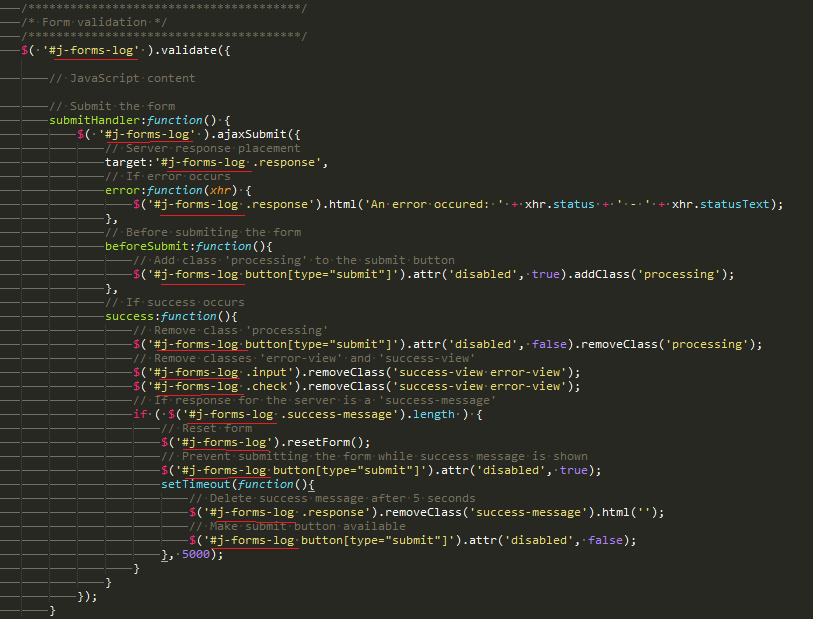 /***************************************/
/* Form validation */
/***************************************/
$( '#j-forms-log' ).validate({
// JavaScript content
// Submit the form
submitHandler:function() {
$( '#j-forms-log' ).ajaxSubmit({
// Server response placement
target:'#j-forms-log .response',
// If error occurs
error:function(xhr) {
$('#j-forms-log .response').html('An error occured: ' + xhr.status + ' - ' + xhr.statusText);
},
// Before submiting the form
beforeSubmit:function(){
// Add class 'processing' to the submit button
$('#j-forms-log button[type="submit"]').attr('disabled', true).addClass('processing');
},
// If success occurs
success:function(){
// Remove class 'processing'
$('#j-forms-log button[type="submit"]').attr('disabled', false).removeClass('processing');
// Remove classes 'error-view' and 'success-view'
$('#j-forms-log .input').removeClass('success-view error-view');
$('#j-forms-log .check').removeClass('success-view error-view');
// If response for the server is a 'success-message'
if ( $('#j-forms-log .success-message').length ) {
// Reset form
$('#j-forms-log').resetForm();
// Prevent submitting the form while success message is shown
$('#j-forms-log button[type="submit"]').attr('disabled', true);
setTimeout(function(){
// Delete success message after 5 seconds
$('#j-forms-log .response').removeClass('success-message').html('');
// Make submit button available
$('#j-forms-log button[type="submit"]').attr('disabled', false);
}, 5000);
}
}
});
}